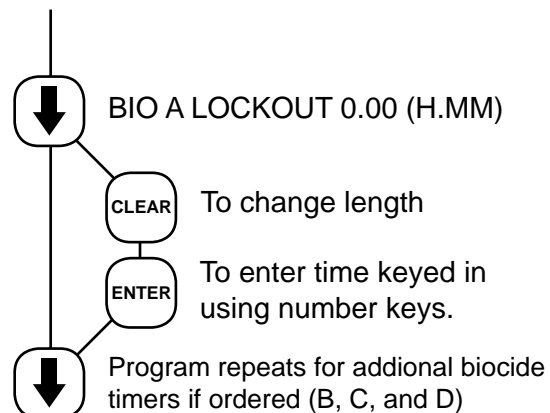 BIO A LOCKOUT 0.00 (H.MM)
CLEAR
To change length
ENTER
To enter time keyed in
using number keys.
Program repeats for addional biocide
timers if ordered (B, C, and D)